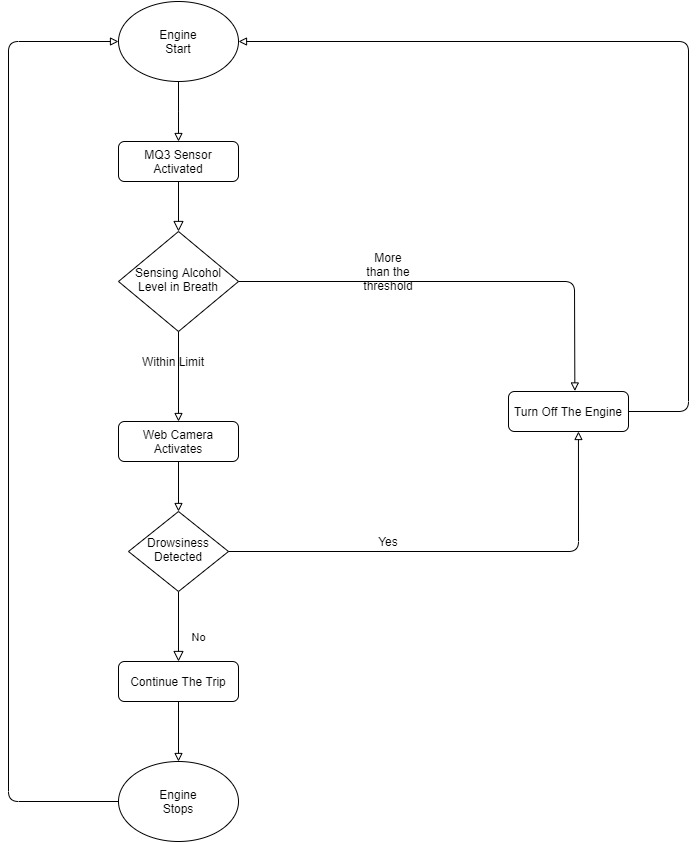 Engine
Start
MQ3 Sensor
Activated
Sensing Alcohol
Level in Breath
More
than the
threshold
Within Limit
Turn Off The Engine
Web Camera
Activates
Drowsiness
Detected
Yes
No
Continue The Trip
Engine
Stops